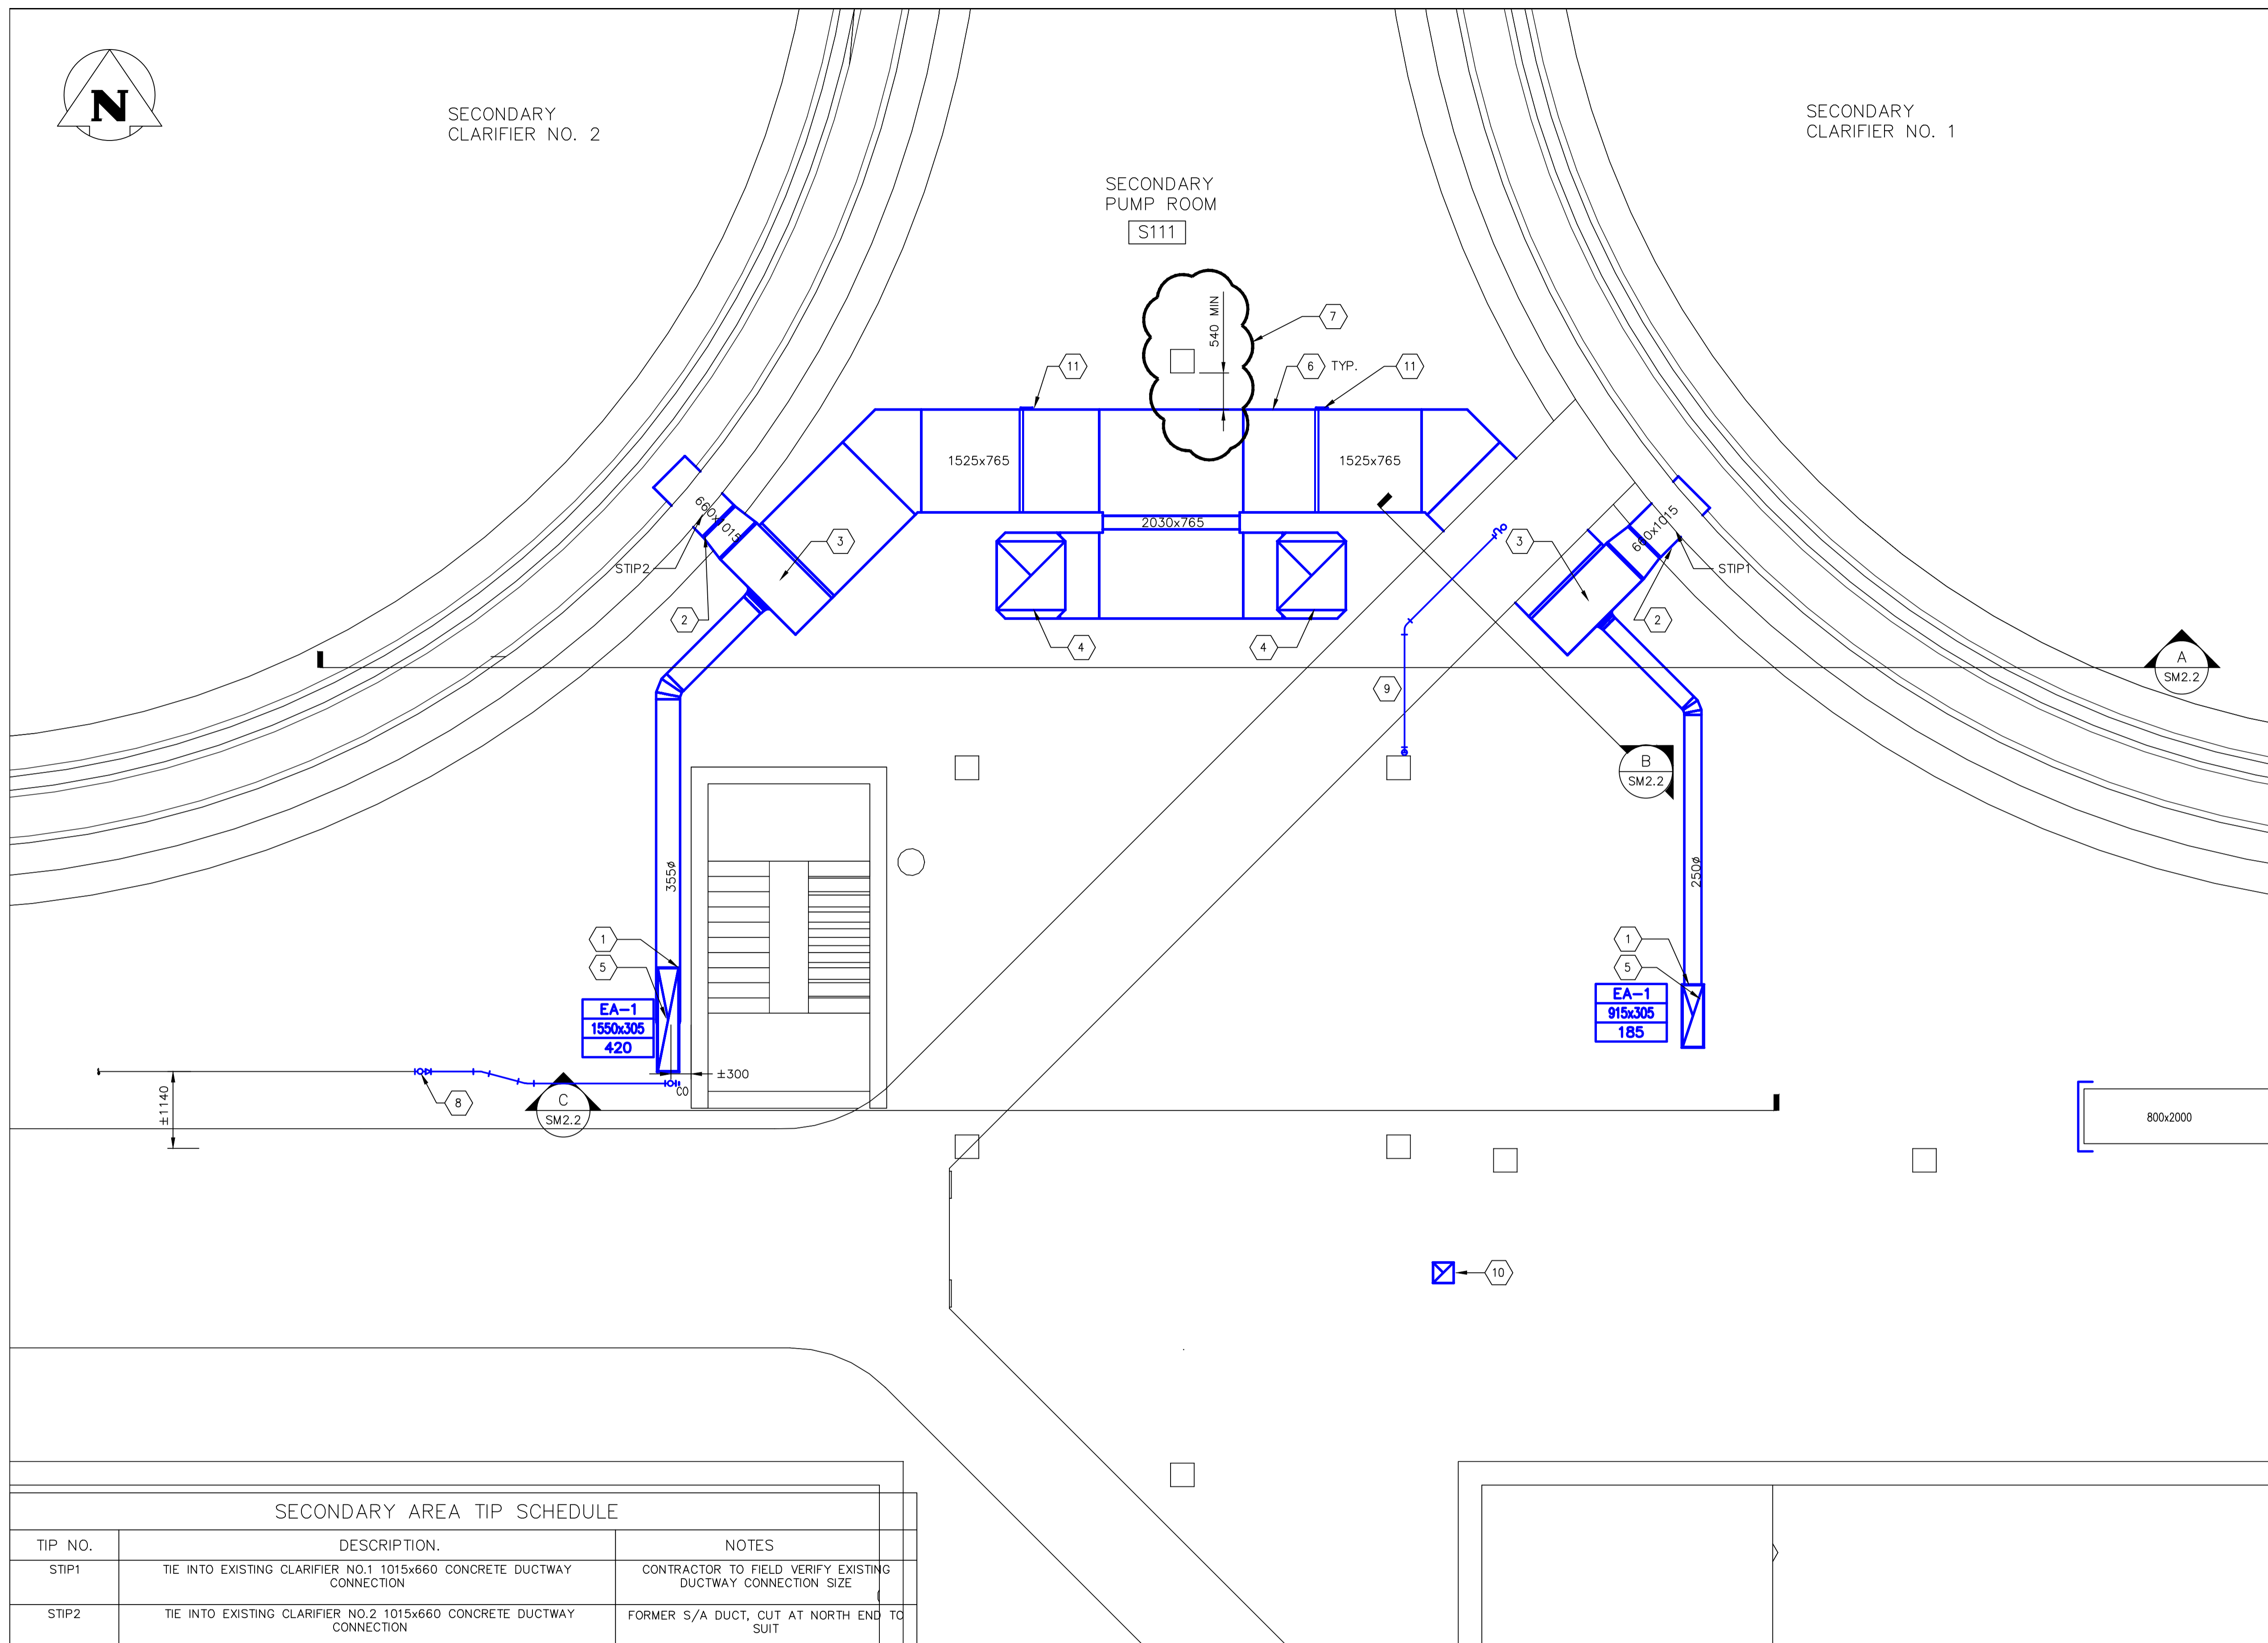 N
SECONDARY
CLARIFIER NO. 2
SECONDARY
CLARIFIER NO. 1
SECONDARY
PUMP ROOM
S111
540 MIN
7
11
6 TYP.
11
1525x765
1525x765
2030x765
660x1015
660x1015
3
3
STIP2
STIP1
2
2
4
4
A
SM2.2
9
B
SM2.2
355ø
250ø
1
5
1
5
EA-1
1550x305
420
EA-1
915x305
185
±300
CO
8
±1140
C
SM2.2
800x2000
10
SECONDARY AREA TIP SCHEDULE
TIP NO. DESCRIPTION. NOTES
STIP1 TIE INTO EXISTING CLARIFIER NO.1 1015x660 CONCRETE DUCTWAY CONTRACTOR TO FIELD VERIFY EXISTING
CONNECTION DUCTWAY CONNECTION SIZE
STIP2 TIE INTO EXISTING CLARIFIER NO.2 1015x660 CONCRETE DUCTWAY FORMER S/A DUCT, CUT AT NORTH END TO
CONNECTION SUIT